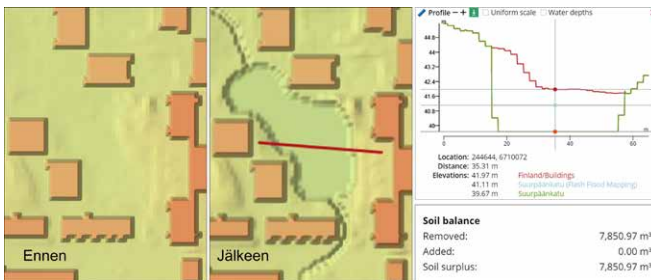 Ennen
Jälkeen
Profile
Uniform scale
Water depths
44.8
44
43.2
42.4
41.6
40.8
40
0
20
40
60
Location: 244644, 6710072
Distance: 35.31 m
Elevations: 41.97 m Finland/Buildings
41.11 m Suurpäänkatu (Flash Flood Mapping)
39.67 m Suurpäänkatu
Soil balance
Removed: 7,850.97 m³
Added: 0.00 m³
Soil surplus: 7,850.97 m³